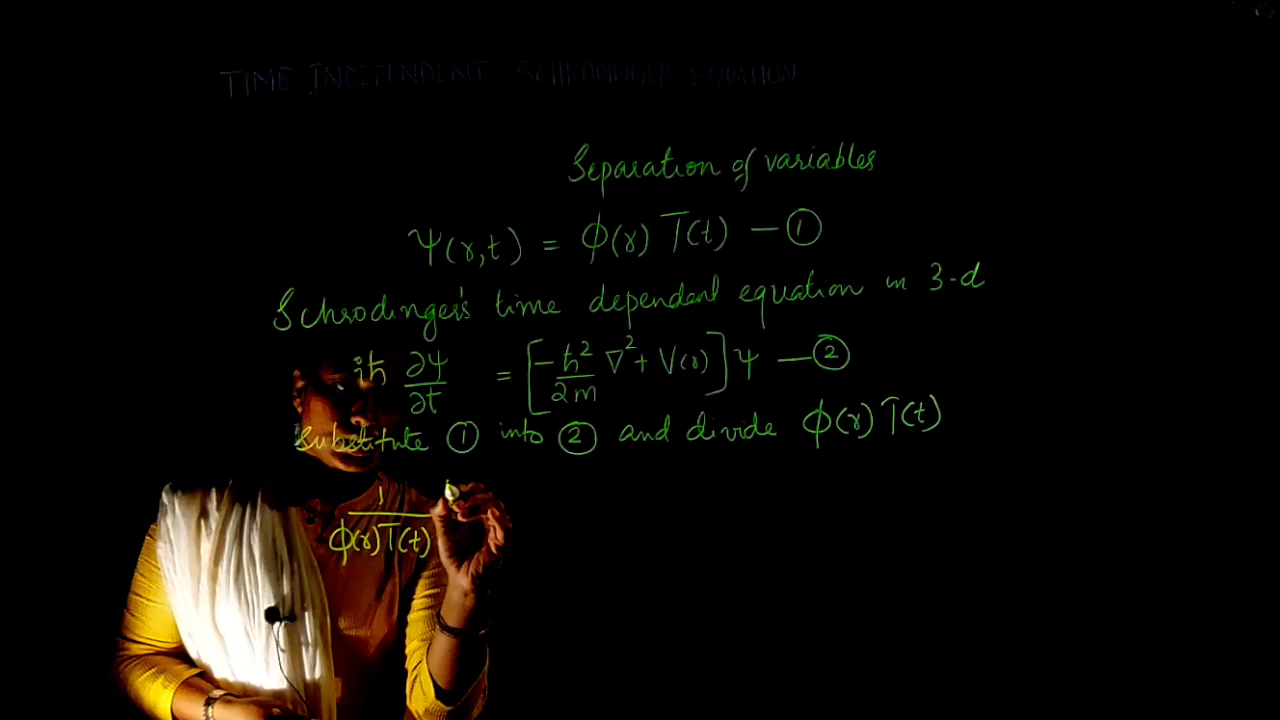 TIME INDEPENDENT SCHRODINGER EQUATION
Separation of variables
Ψ(r,t) = ϕ(r) T(t) — ①
Schrodinger's time dependent equation in 3-d
iℏ ∂Ψ/∂t = [-ℏ²/2m ∇² + V(r)] Ψ — ②
Substitute ① into ② and divide ϕ(r) T(t)
1/ϕ(r)T(t)